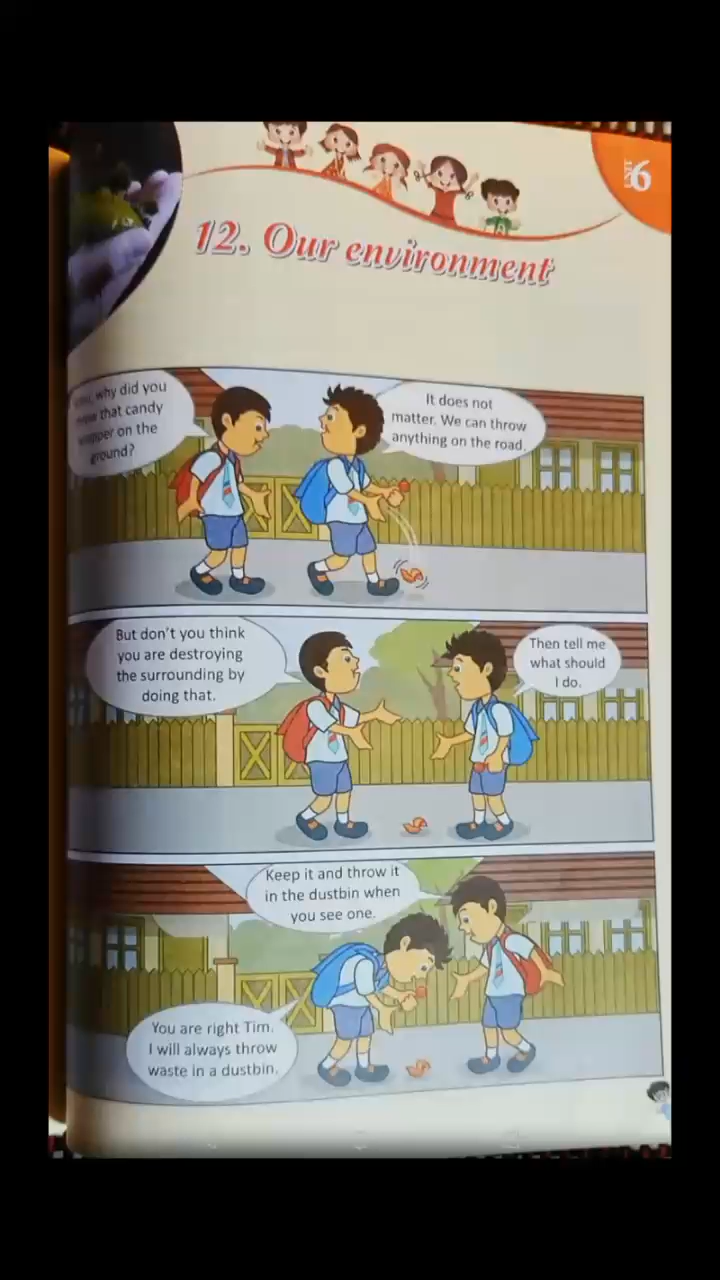 UNIT 6
12. Our environment
why did you
that candy
on the
ground?
It does not
matter. We can throw
anything on the road.
But don't you think
you are destroying
the surrounding by
doing that.
Then tell me
what should
I do.
Keep it and throw it
in the dustbin when
you see one.
You are right Tim.
I will always throw
waste in a dustbin.